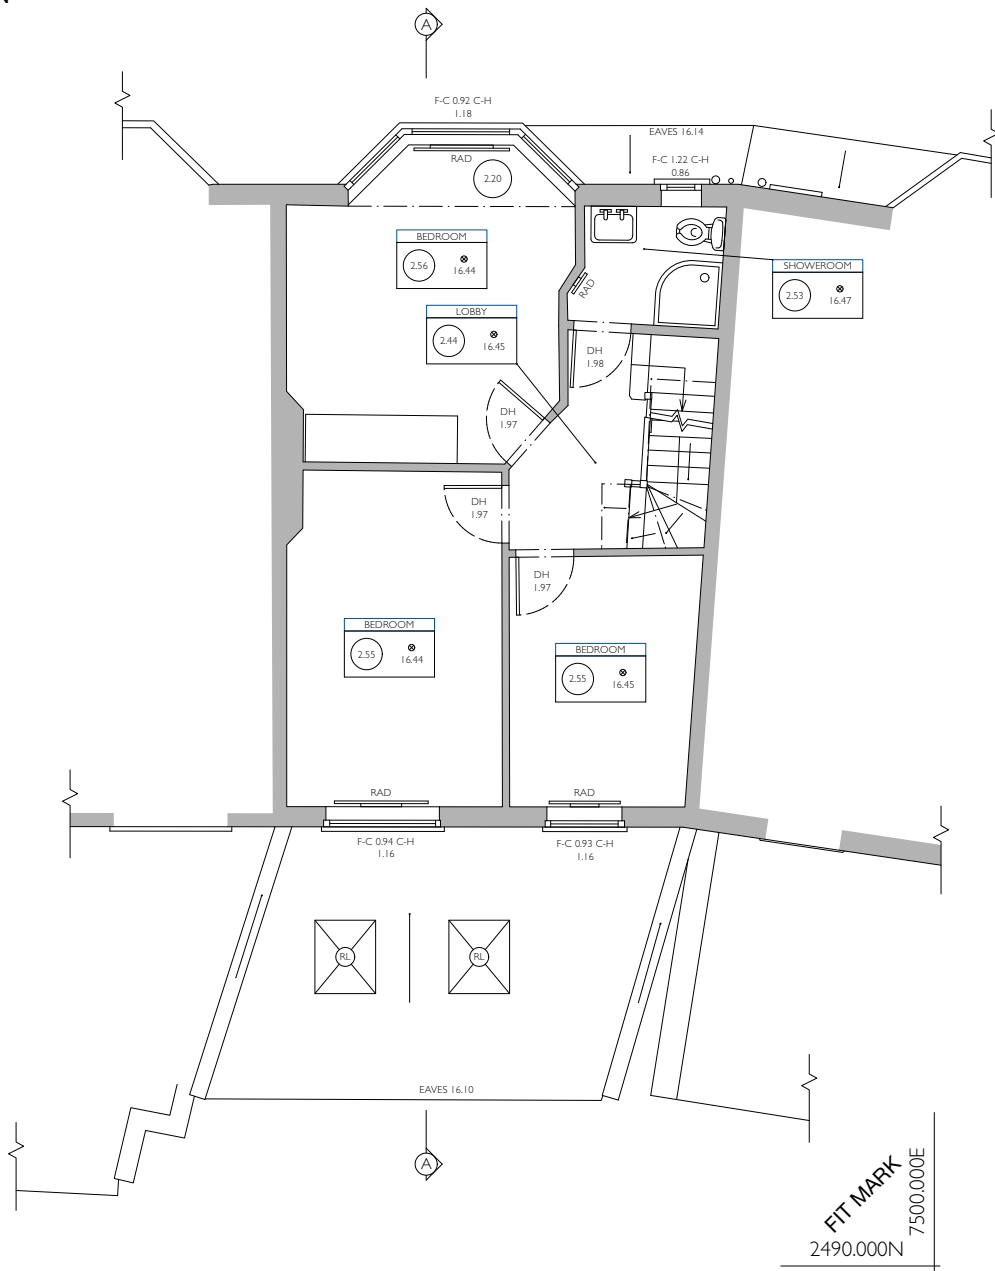 A
F-C 0.92 C-H
1.18
EAVES 16.14
RAD
F-C 1.22 C-H
0.86
2.20
BEDROOM
2.56
16.44
SHOWEROOM
2.53
16.47
RAD
LOBBY
2.44
16.45
DH
1.98
DH
1.97
DH
1.97
DH
1.97
BEDROOM
2.55
16.44
BEDROOM
2.55
16.45
RAD
RAD
F-C 0.94 C-H
1.16
F-C 0.93 C-H
1.16
RL
RL
EAVES 16.10
A
FIT MARK
7500.000E
2490.000N